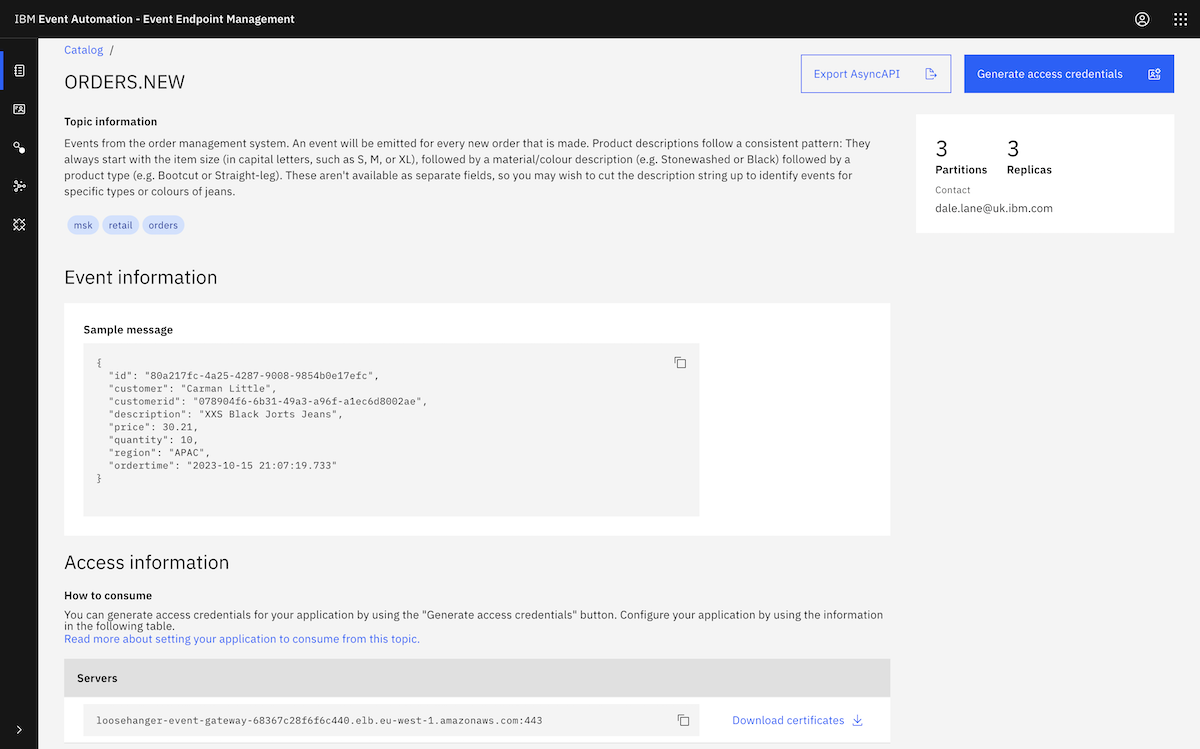 IBM Event Automation - Event Endpoint Management
Catalog /
ORDERS.NEW
Export AsyncAPI
Generate access credentials
Topic information
Events from the order management system. An event will be emitted for every new order that is made. Product descriptions follow a consistent pattern: They
always start with the item size (in capital letters, such as S, M, or XL), followed by a material/colour description (e.g. Stonewashed or Black) followed by a
product type (e.g. Bootcut or Straight-leg). These aren't available as separate fields, so you may wish to cut the description string up to identify events for
specific types or colours of jeans.
msk retail orders
3 3
Partitions Replicas
Contact
dale.lane@uk.ibm.com
Event information
Sample message
{
"id": "80a217fc-4a25-4287-9008-9854b0e17efc",
"customer": "Carman Little",
"customerid": "078904f6-6b31-49a3-a96f-a1ec6d8002ae",
"description": "XXS Black Jorts Jeans",
"price": 30.21,
"quantity": 10,
"region": "APAC",
"ordertime": "2023-10-15 21:07:19.733"
}
Access information
How to consume
You can generate access credentials for your application by using the "Generate access credentials" button. Configure your application by using the information
in the following table.
Read more about setting your application to consume from this topic.
Servers
loosehanger-event-gateway-68367c28f6f6c440.elb.eu-west-1.amazonaws.com:443
Download certificates